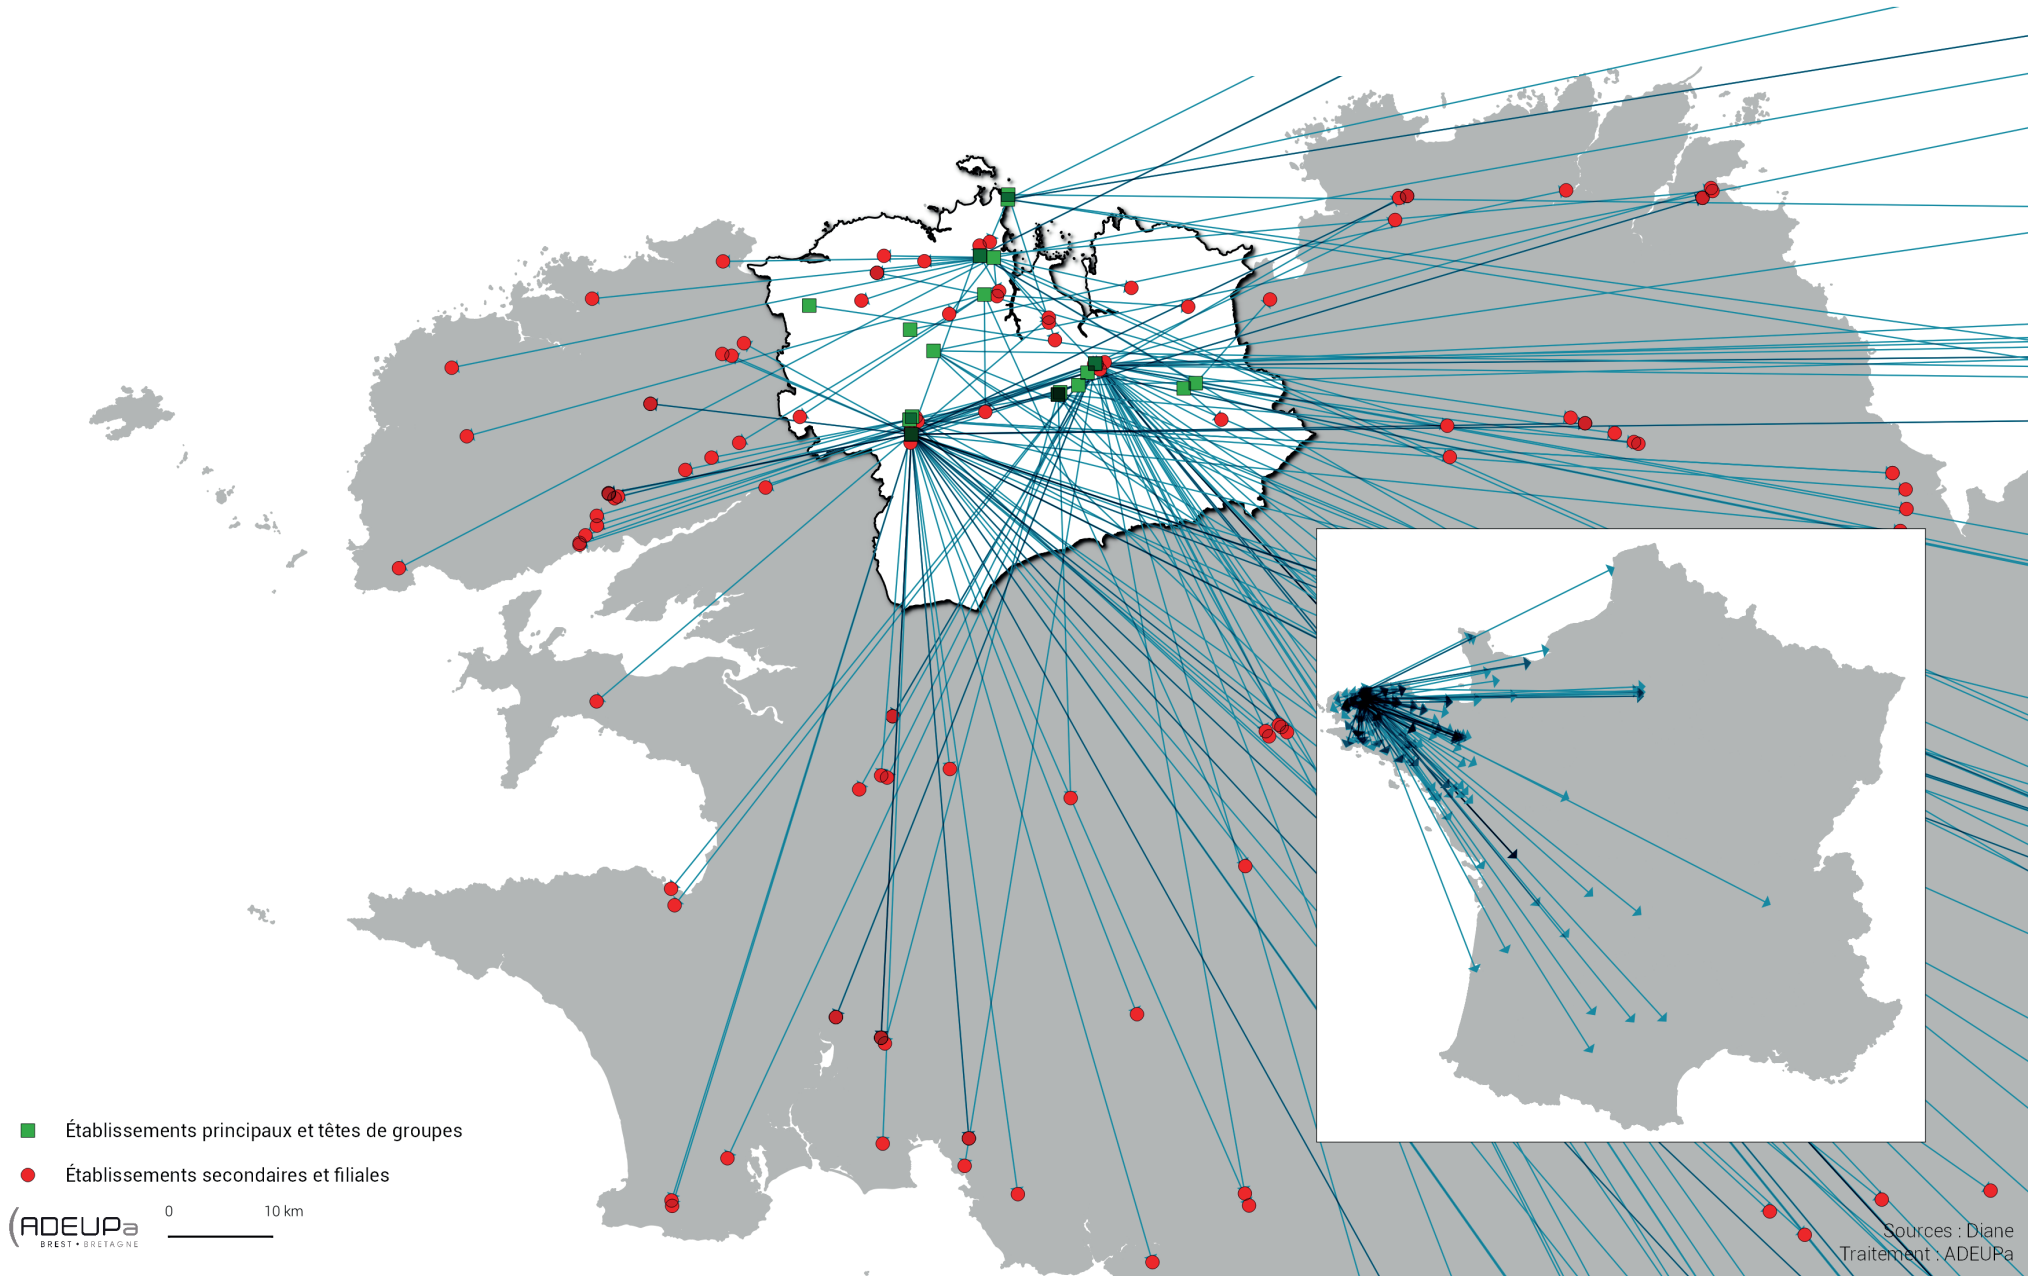 Établissements principaux et têtes de groupes
Établissements secondaires et filiales
0 10 km
ADEUPa
BREST • BRETAGNE
Sources : Diane
Traitement : ADEUPa